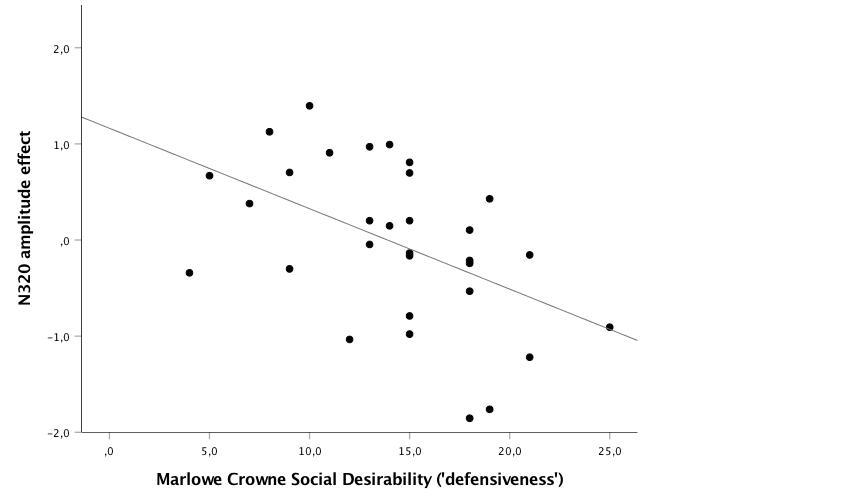 2,0
1,0
,0
−1,0
−2,0
N320 amplitude effect
,0 5,0 10,0 15,0 20,0 25,0
Marlowe Crowne Social Desirability ('defensiveness')